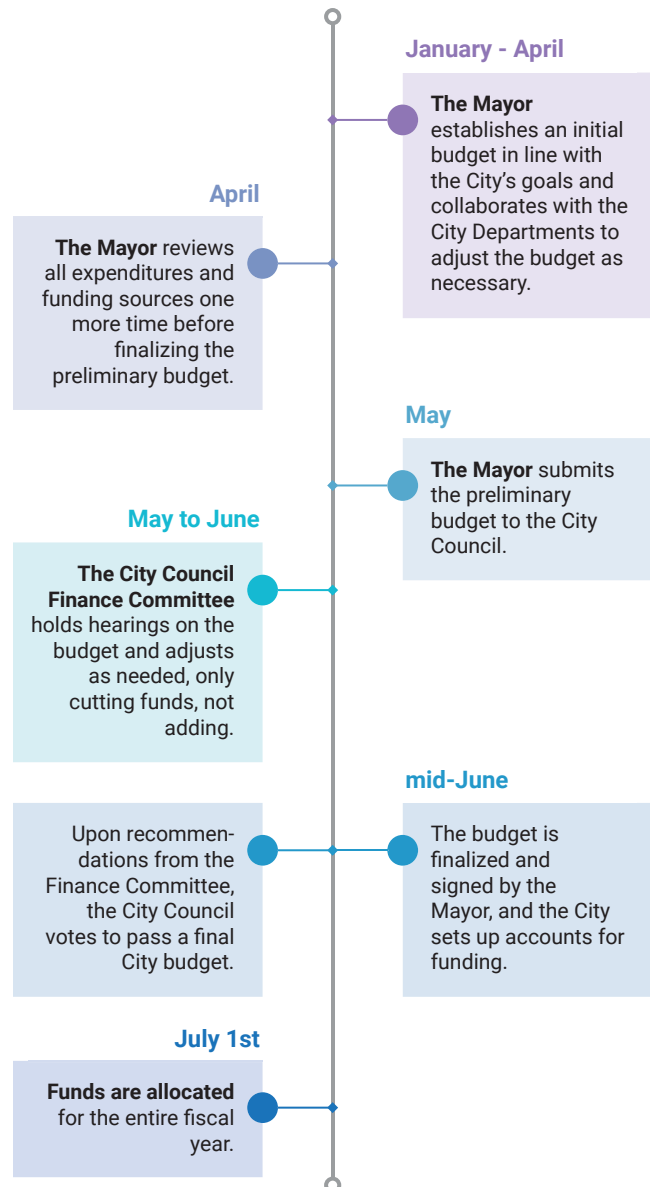 January - April
The Mayor
establishes an initial
budget in line with
the City’s goals and
collaborates with the
City Departments to
adjust the budget as
necessary.
April
The Mayor reviews
all expenditures and
funding sources one
more time before
finalizing the
preliminary budget.
May
The Mayor submits
the preliminary
budget to the City
Council.
May to June
The City Council
Finance Committee
holds hearings on the
budget and adjusts
as needed, only
cutting funds, not
adding.
Upon recommen-
dations from the
Finance Committee,
the City Council
votes to pass a final
City budget.
mid-June
The budget is
finalized and
signed by the
Mayor, and the City
sets up accounts for
funding.
July 1st
Funds are allocated
for the entire fiscal
year.